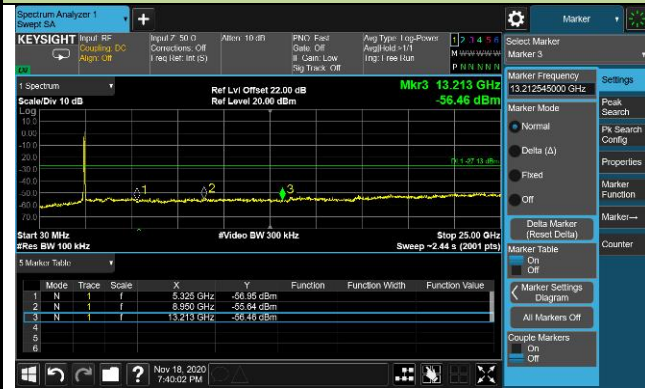 Spectrum Analyzer 1
Swept SA
+
Marker
KEYSIGHT
Input: RF
Coupling: DC
Align: Off
Input Z: 50 Ω
Corrections: Off
Freq Ref: Int (S)
Atten: 10 dB
PNO: Fast
Gate: Off
IF Gain: Low
Sig Track: Off
Avg Type: Log-Power
Avg|Hold >1/1
Trig: Free Run
1 2 3 4 5 6
M W W W W W
P N N N N N
Select Marker
Marker 3
1 Spectrum
Scale/Div 10 dB
Ref Lvl Offset 22.00 dB
Ref Level 20.00 dBm
Mkr3 13.213 GHz
-56.46 dBm
Log
10.0
0.00
-10.0
-20.0
-30.0
-40.0
-50.0
-60.0
-70.0
DL1 -27.13 dBm
1
2
3
Start 30 MHz
#Res BW 100 kHz
#Video BW 300 kHz
Stop 25.00 GHz
Sweep ~2.44 s (2001 pts)
5 Marker Table
Mode Trace Scale X Y Function Function Width Function Value
1 N 1 f 5.325 GHz -56.95 dBm
2 N 1 f 8.950 GHz -55.64 dBm
3 N 1 f 13.213 GHz -56.46 dBm
4
5
6
Marker Frequency
13.212545000 GHz
Marker Mode
Normal
Delta (Δ)
Fixed
Off
Delta Marker
(Reset Delta)
Marker Table
On
Off
Marker Settings
Diagram
All Markers Off
Couple Markers
On
Off
Settings
Peak
Search
Pk Search
Config
Properties
Marker
Function
Marker→
Counter
?
Nov 18, 2020
7:40:02 PM